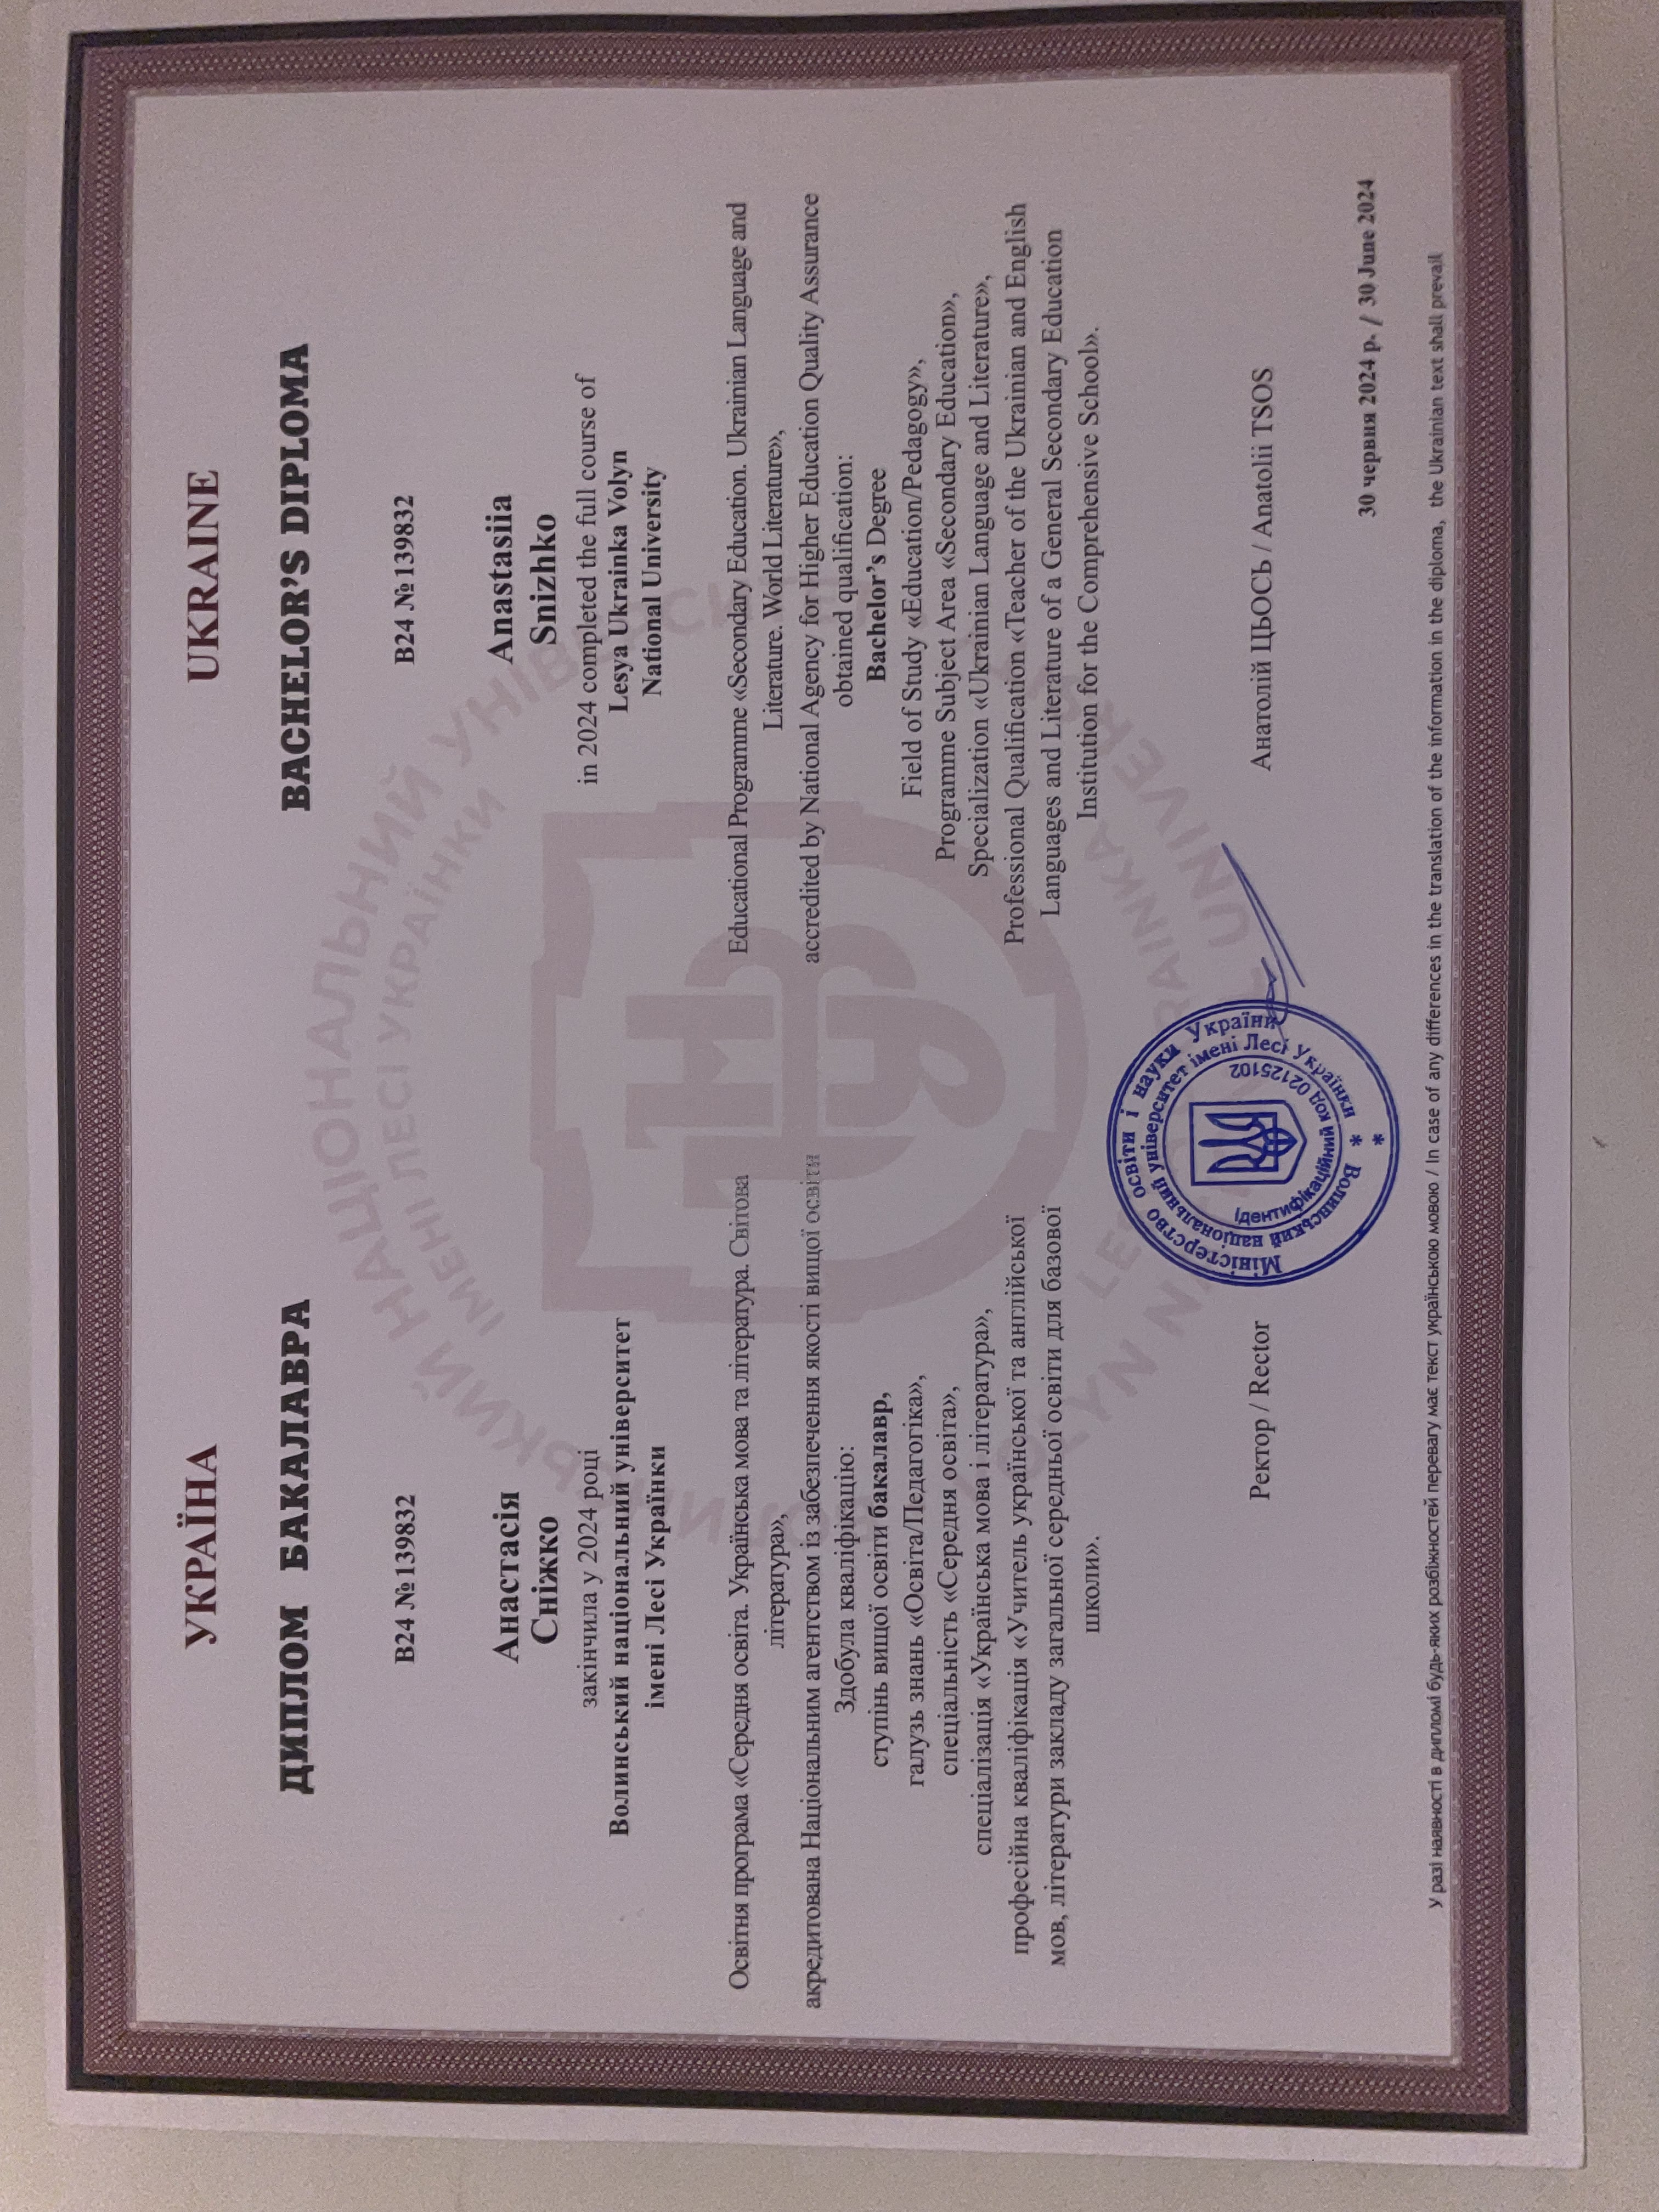 УКРАЇНА
ДИПЛОМ БАКАЛАВРА
B24 № 139832
Анастасія
Сніжко
закінчила у 2024 році
Волинський національний університет
імені Лесі Українки
Освітня програма «Середня освіта. Українська мова та література. Світова
література»,
акредитована Національним агентством із забезпечення якості вищої освіти
Здобула кваліфікацію:
ступінь вищої освіти бакалавр,
галузь знань «Освіта/Педагогіка»,
спеціальність «Середня освіта»,
спеціалізація «Українська мова і література»,
професійна кваліфікація «Учитель української та англійської
мов, літератури закладу загальної середньої освіти для базової
школи».
UKRAINE
BACHELOR'S DIPLOMA
B24 № 139832
Anastasiia
Snizhko
in 2024 completed the full course of
Lesya Ukrainka Volyn
National University
Educational Programme «Secondary Education. Ukrainian Language and
Literature. World Literature»,
accredited by National Agency for Higher Education Quality Assurance
obtained qualification:
Bachelor's Degree
Field of Study «Education/Pedagogy»,
Programme Subject Area «Secondary Education»,
Specialization «Ukrainian Language and Literature»,
Professional Qualification «Teacher of the Ukrainian and English
Languages and Literature of a General Secondary Education
Institution for the Comprehensive School».
Ректор / Rector
Анатолій ЦЬОСЬ / Anatolii TSOS
Міністерство освіти і науки України *
Волинський національний університет імені Лесі Українки *
Ідентифікаційний код 02125102
30 червня 2024 р. / 30 June 2024
У разі наявності в дипломі будь-яких розбіжностей перевагу має текст українською мовою / In case of any differences in the translation of the information in the diploma, the Ukrainian text shall prevail
НАЦІОНАЛЬНИЙ
ІМЕНІ ЛЕСІ УКРАЇНКИ